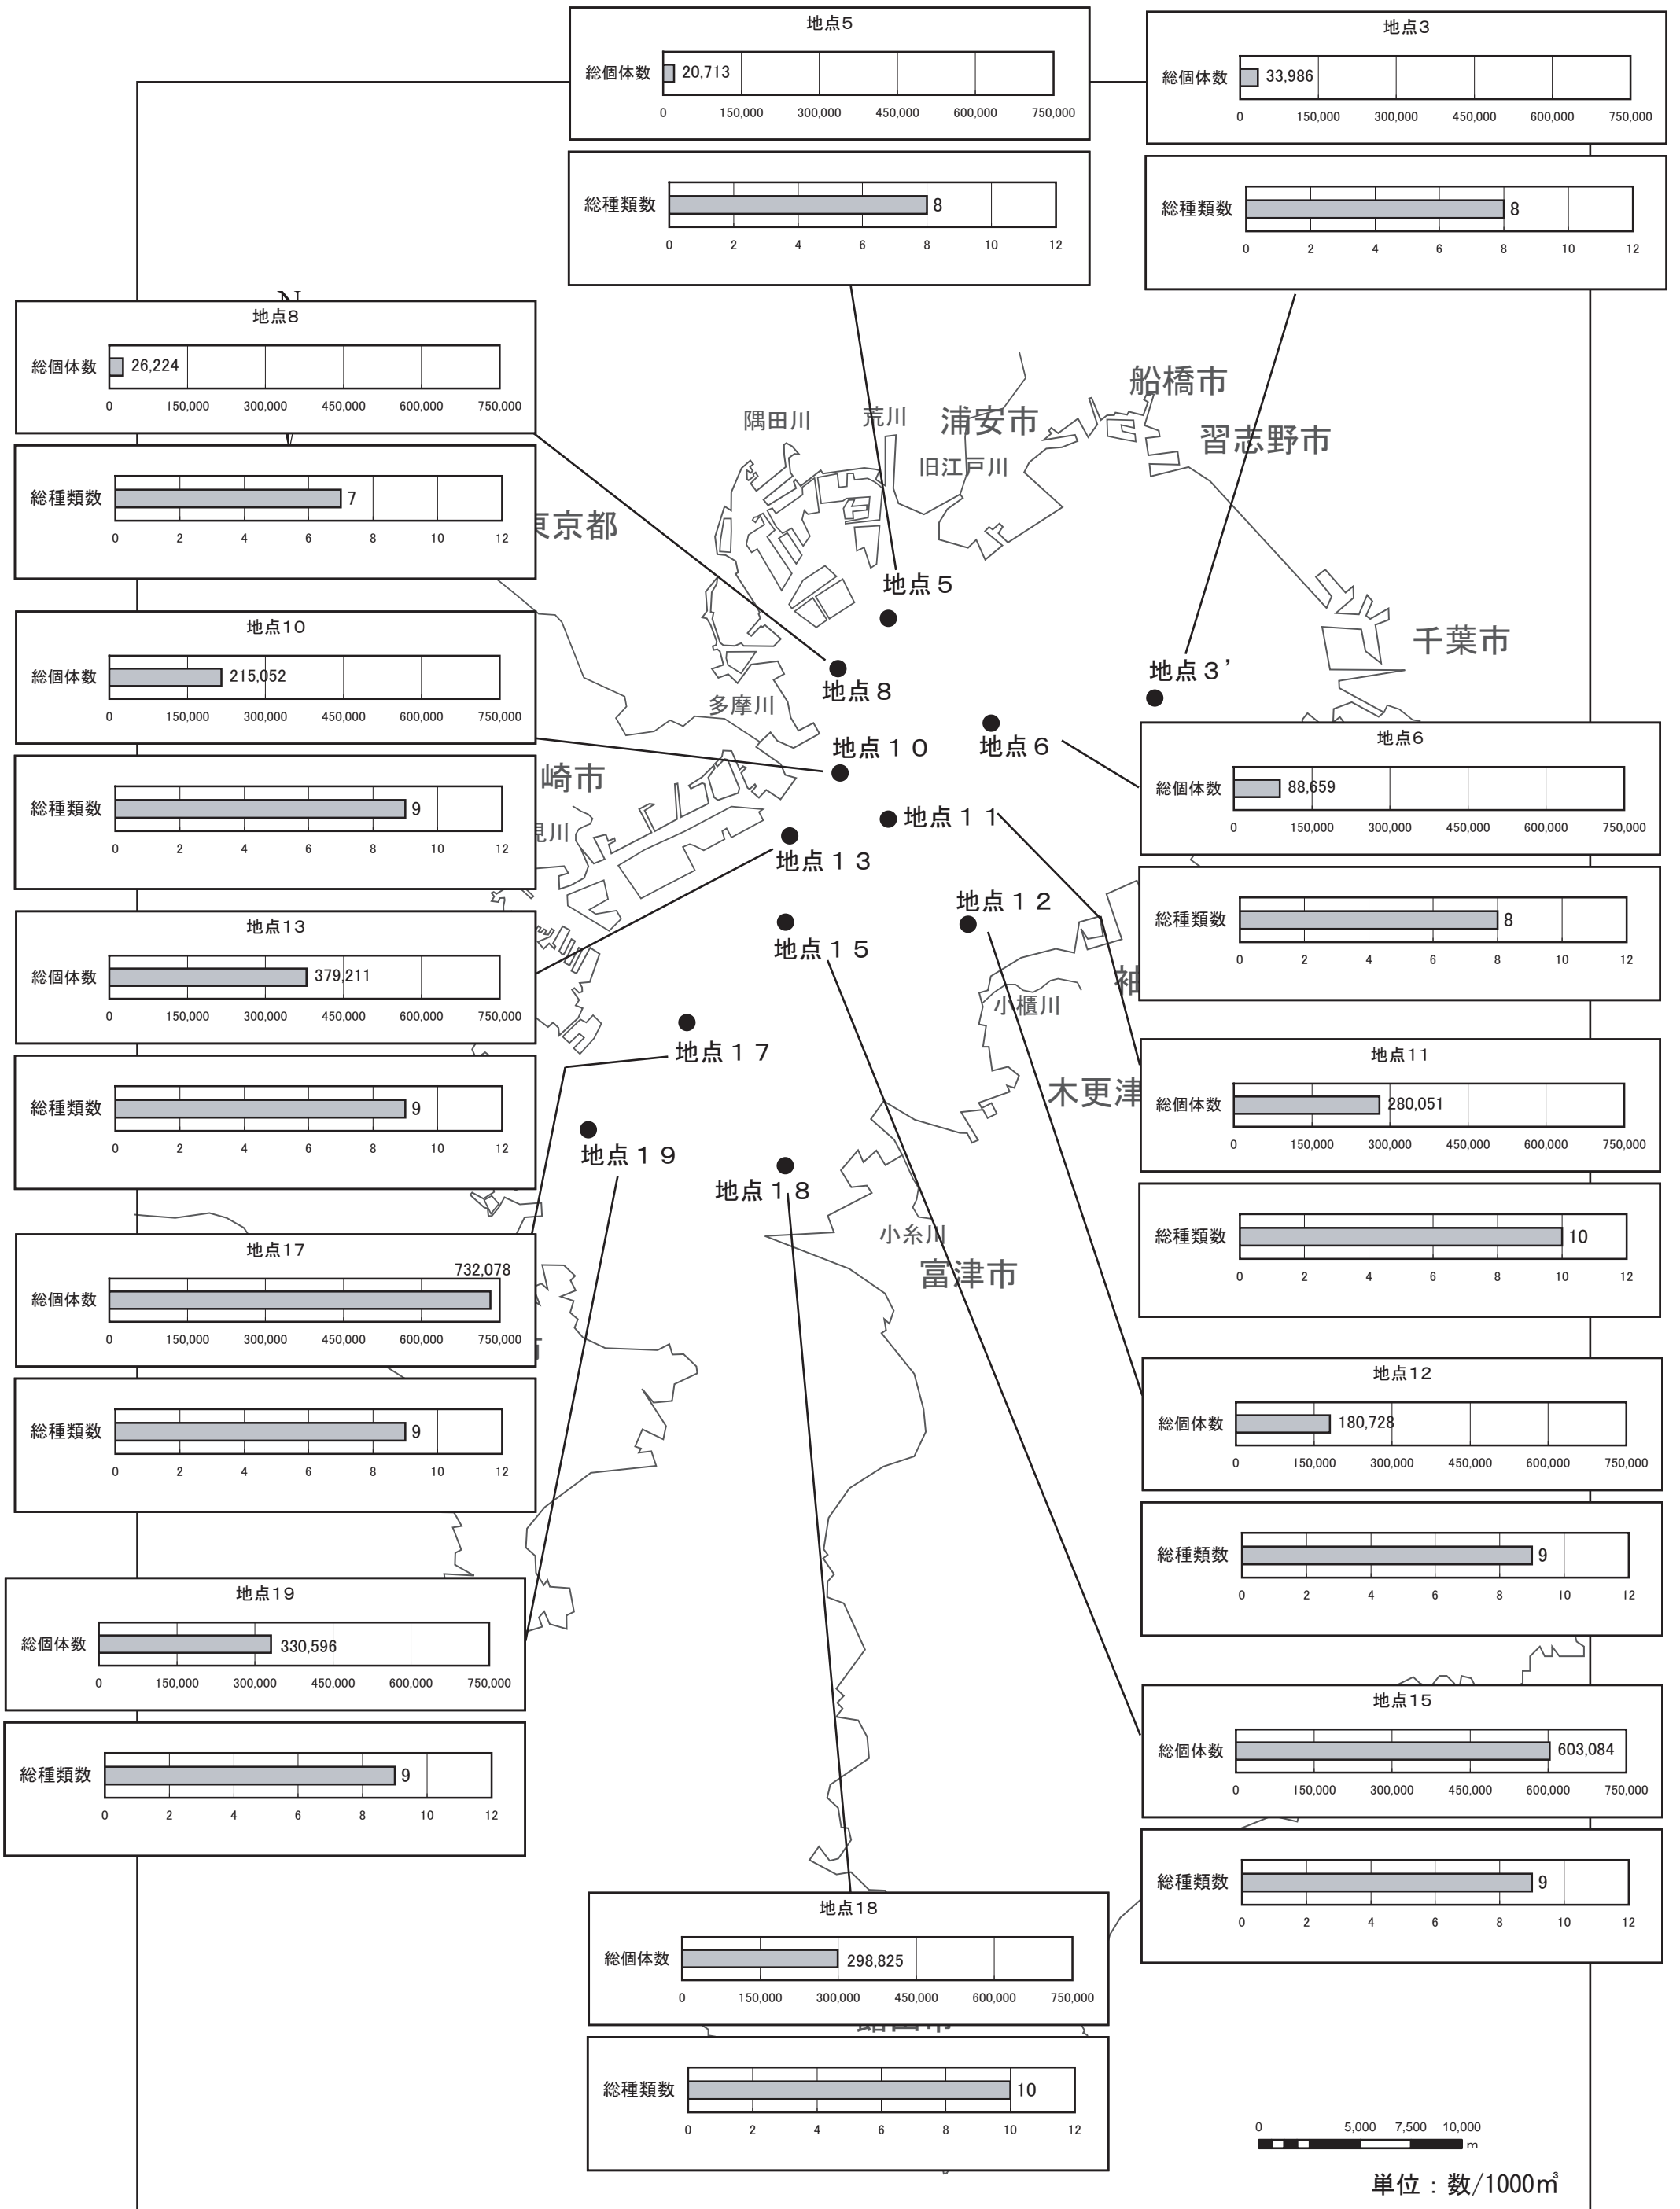 地点5
総個体数
20,713
0 150,000 300,000 450,000 600,000 750,000
総種類数
8
0 2 4 6 8 10 12
地点3
総個体数
33,986
0 150,000 300,000 450,000 600,000 750,000
総種類数
8
0 2 4 6 8 10 12
N
地点8
総個体数
26,224
0 150,000 300,000 450,000 600,000 750,000
総種類数
7
0 2 4 6 8 10 12
船橋市
浦安市
習志野市
隅田川
荒川
旧江戸川
京都
千葉市
多摩川
崎市
見川
小櫃川
袖
木更津
小糸川
富津市
地点5
地点3’
地点8
地点6
地点10
地点11
地点13
地点12
地点15
地点17
地点19
地点18
地点10
総個体数
215,052
0 150,000 300,000 450,000 600,000 750,000
総種類数
9
0 2 4 6 8 10 12
地点6
総個体数
88,659
0 150,000 300,000 450,000 600,000 750,000
総種類数
8
0 2 4 6 8 10 12
地点13
総個体数
379,211
0 150,000 300,000 450,000 600,000 750,000
総種類数
9
0 2 4 6 8 10 12
地点11
総個体数
280,051
0 150,000 300,000 450,000 600,000 750,000
総種類数
10
0 2 4 6 8 10 12
地点17
732,078
総個体数
0 150,000 300,000 450,000 600,000 750,000
総種類数
9
0 2 4 6 8 10 12
地点12
総個体数
180,728
0 150,000 300,000 450,000 600,000 750,000
総種類数
9
0 2 4 6 8 10 12
地点19
総個体数
330,596
0 150,000 300,000 450,000 600,000 750,000
総種類数
9
0 2 4 6 8 10 12
地点15
総個体数
603,084
0 150,000 300,000 450,000 600,000 750,000
総種類数
9
0 2 4 6 8 10 12
地点18
総個体数
298,825
0 150,000 300,000 450,000 600,000 750,000
総種類数
10
0 2 4 6 8 10 12
0 5,000 7,500 10,000
m
単位：数/1000㎥